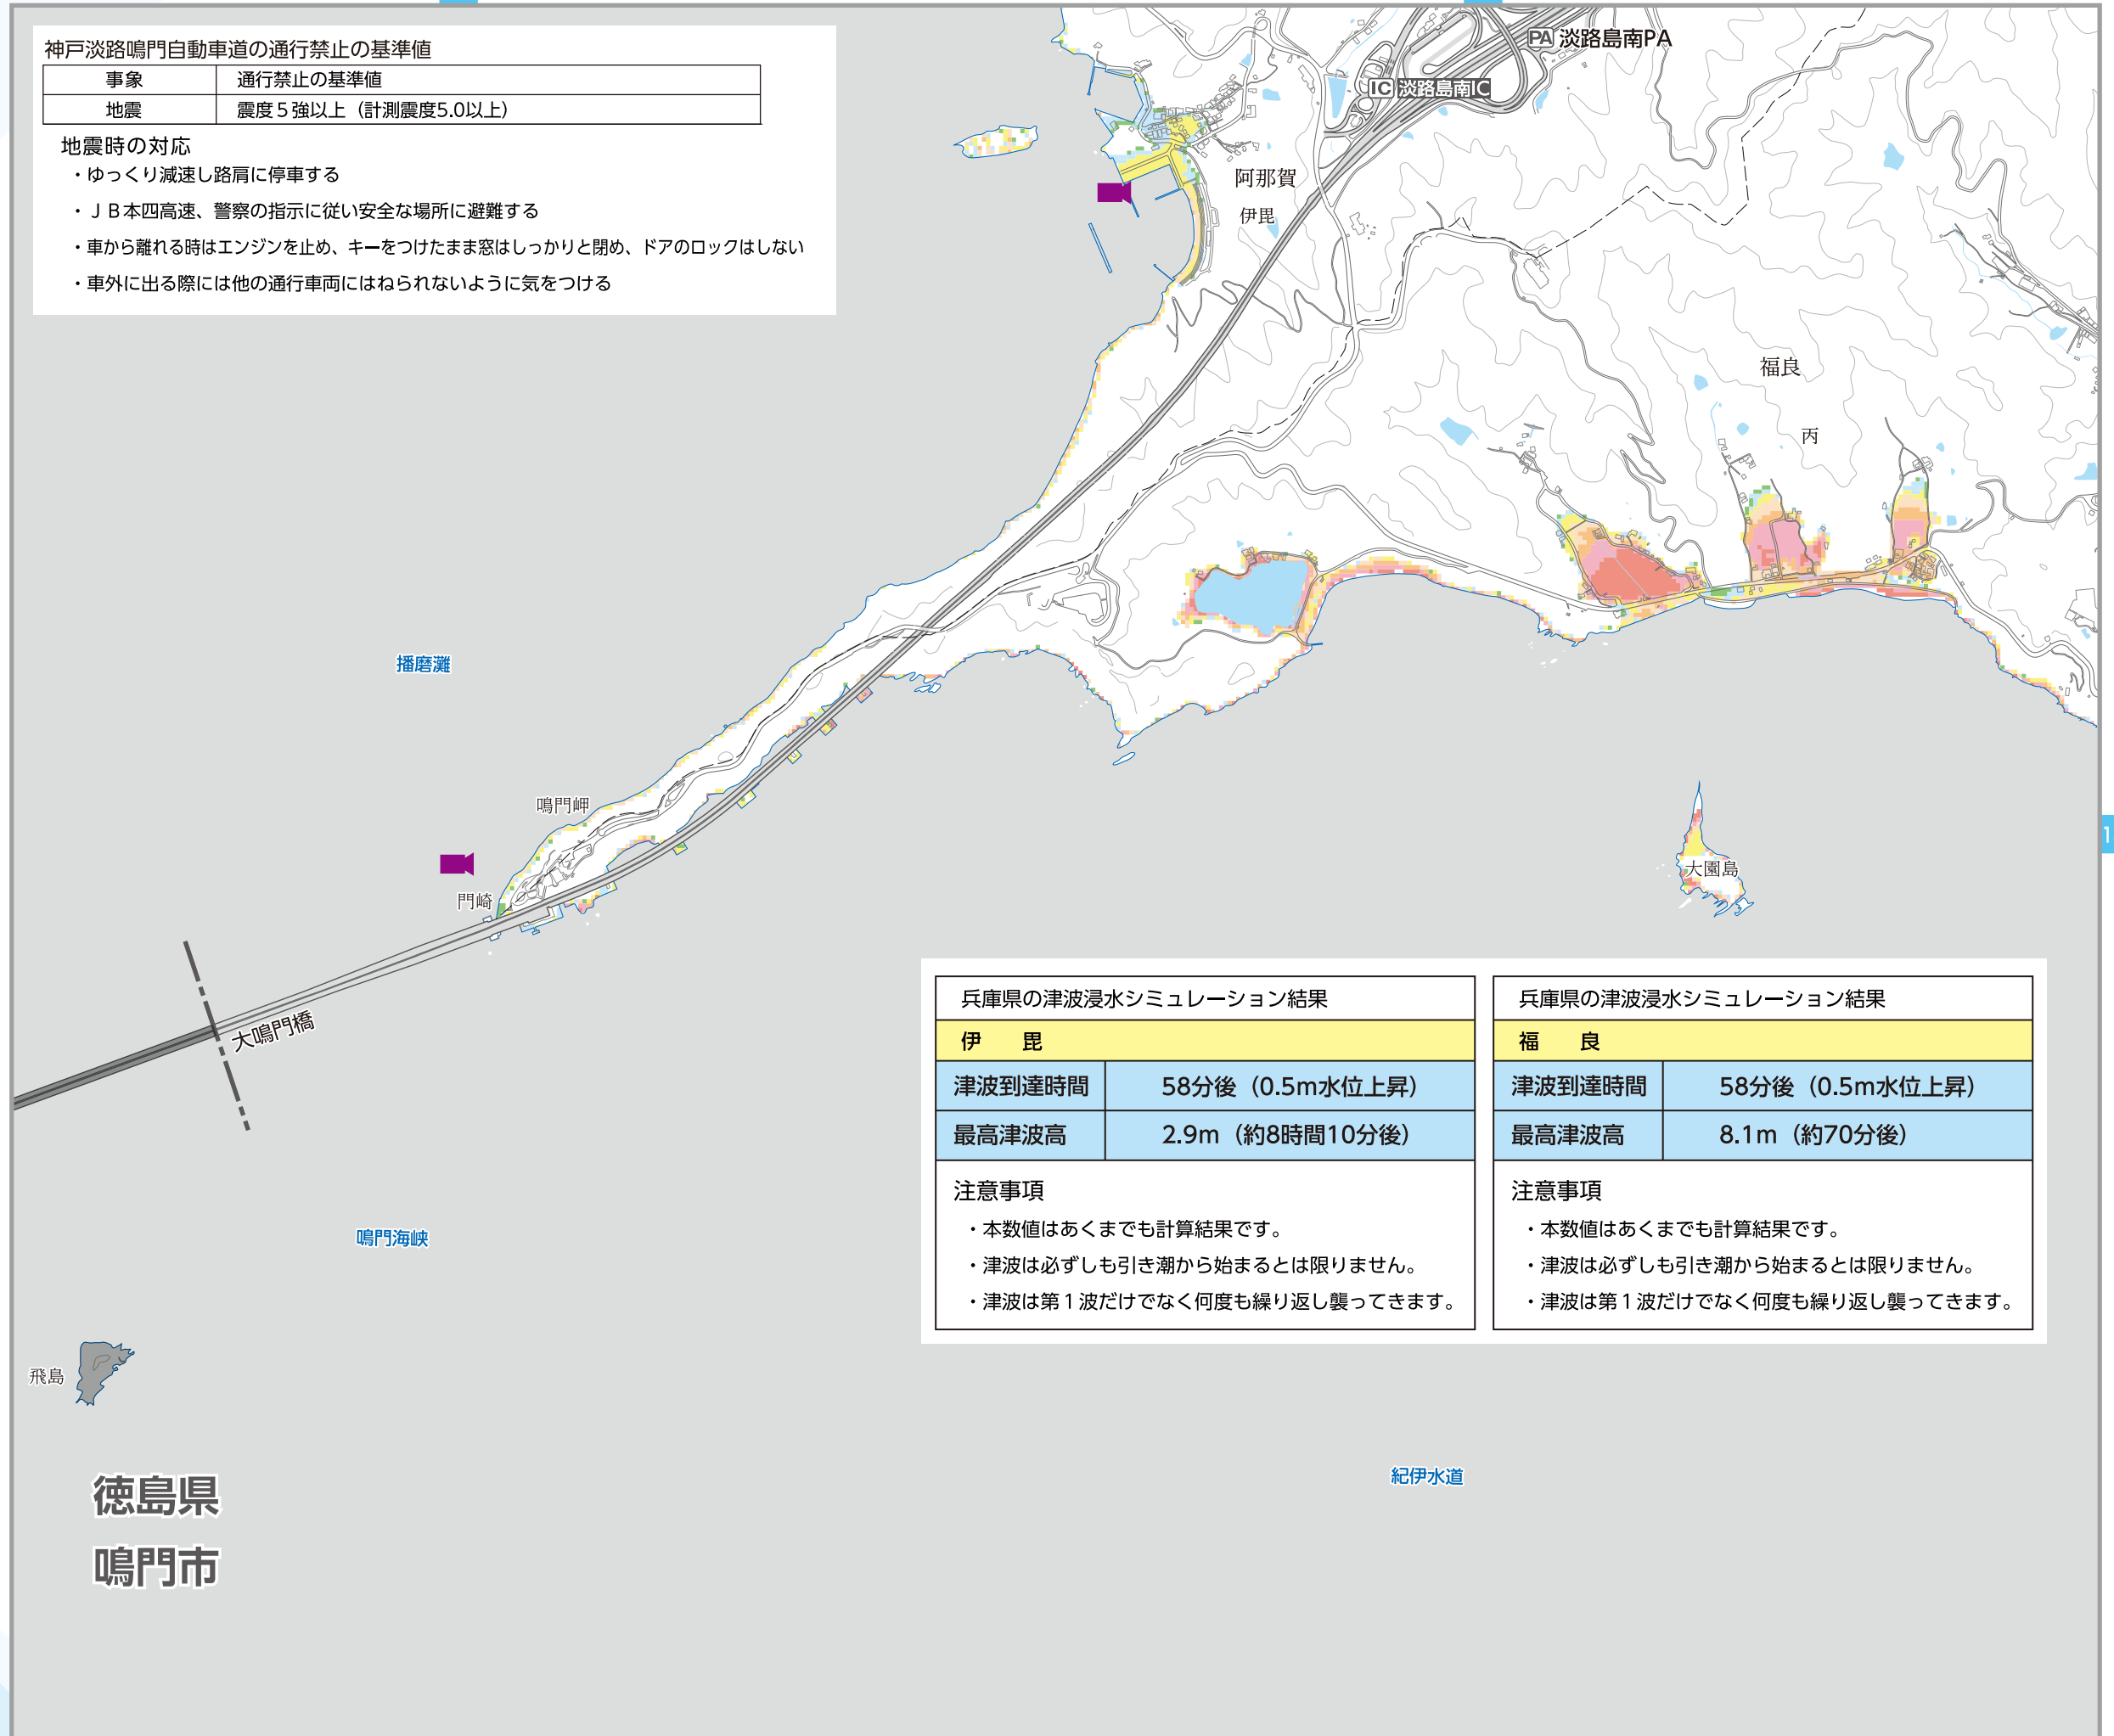 神戸淡路鳴門自動車道の通行禁止の基準値
事象 通行禁止の基準値
地震 震度５強以上（計測震度5.0以上）
地震時の対応
・ゆっくり減速し路肩に停車する
・ＪＢ本四高速、警察の指示に従い安全な場所に避難する
・車から離れる時はエンジンを止め、キーをつけたまま窓はしっかりと閉め、ドアのロックはしない
・車外に出る際には他の通行車両にはねられないように気をつける
PA 淡路島南PA
IC 淡路島南IC
阿那賀
伊毘
福良
丙
播磨灘
鳴門岬
門崎
大園島
1
大鳴門橋
兵庫県の津波浸水シミュレーション結果
伊　毘
津波到達時間 58分後（0.5m水位上昇）
最高津波高 2.9m（約8時間10分後）
注意事項
・本数値はあくまでも計算結果です。
・津波は必ずしも引き潮から始まるとは限りません。
・津波は第１波だけでなく何度も繰り返し襲ってきます。
兵庫県の津波浸水シミュレーション結果
福　良
津波到達時間 58分後（0.5m水位上昇）
最高津波高 8.1m（約70分後）
注意事項
・本数値はあくまでも計算結果です。
・津波は必ずしも引き潮から始まるとは限りません。
・津波は第１波だけでなく何度も繰り返し襲ってきます。
鳴門海峡
飛島
紀伊水道
徳島県
鳴門市